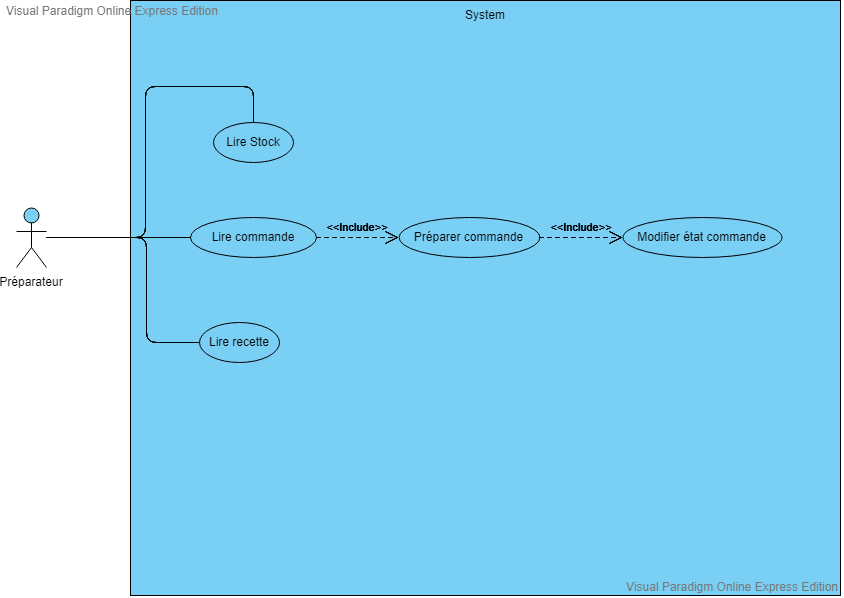 Visual Paradigm Online Express Edition
System
Lire Stock
<<Include>>
<<Include>>
Lire commande
Préparer commande
Modifier état commande
Préparateur
Lire recette
Visual Paradigm Online Express Edition